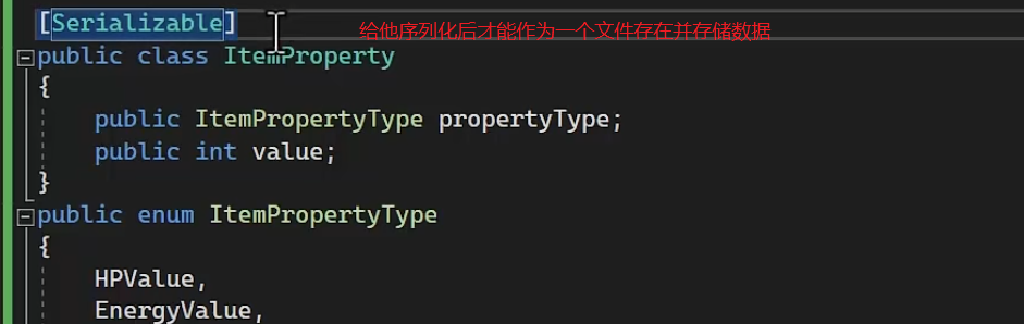 [Serializable] 给他序列化后才能作为一个文件存在并存储数据
public class ItemProperty
{
public ItemPropertyType propertyType;
public int value;
}
public enum ItemPropertyType
{
HPValue,
EnergyValue,